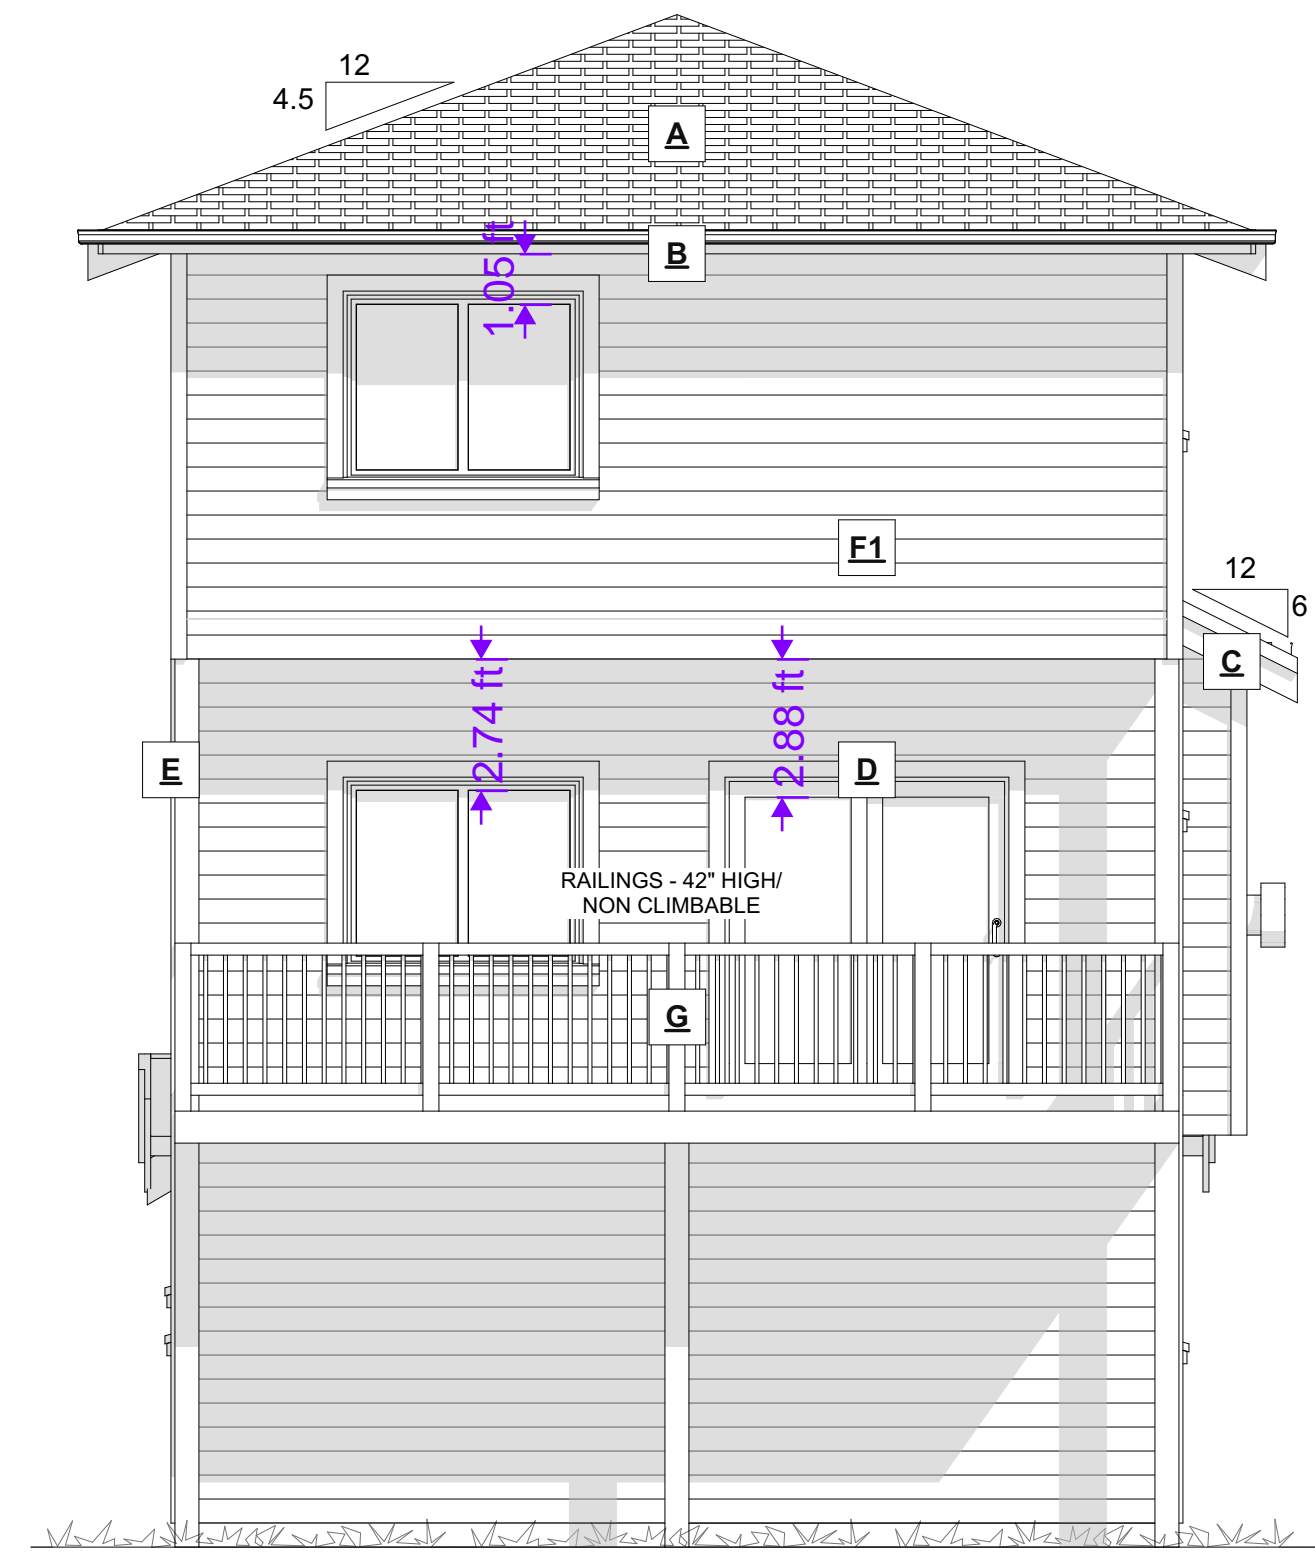 12
4.5
A
B
1.05 ft
F1
12
6
C
2.74 ft
2.88 ft
E
D
RAILINGS - 42" HIGH/
NON CLIMBABLE
G